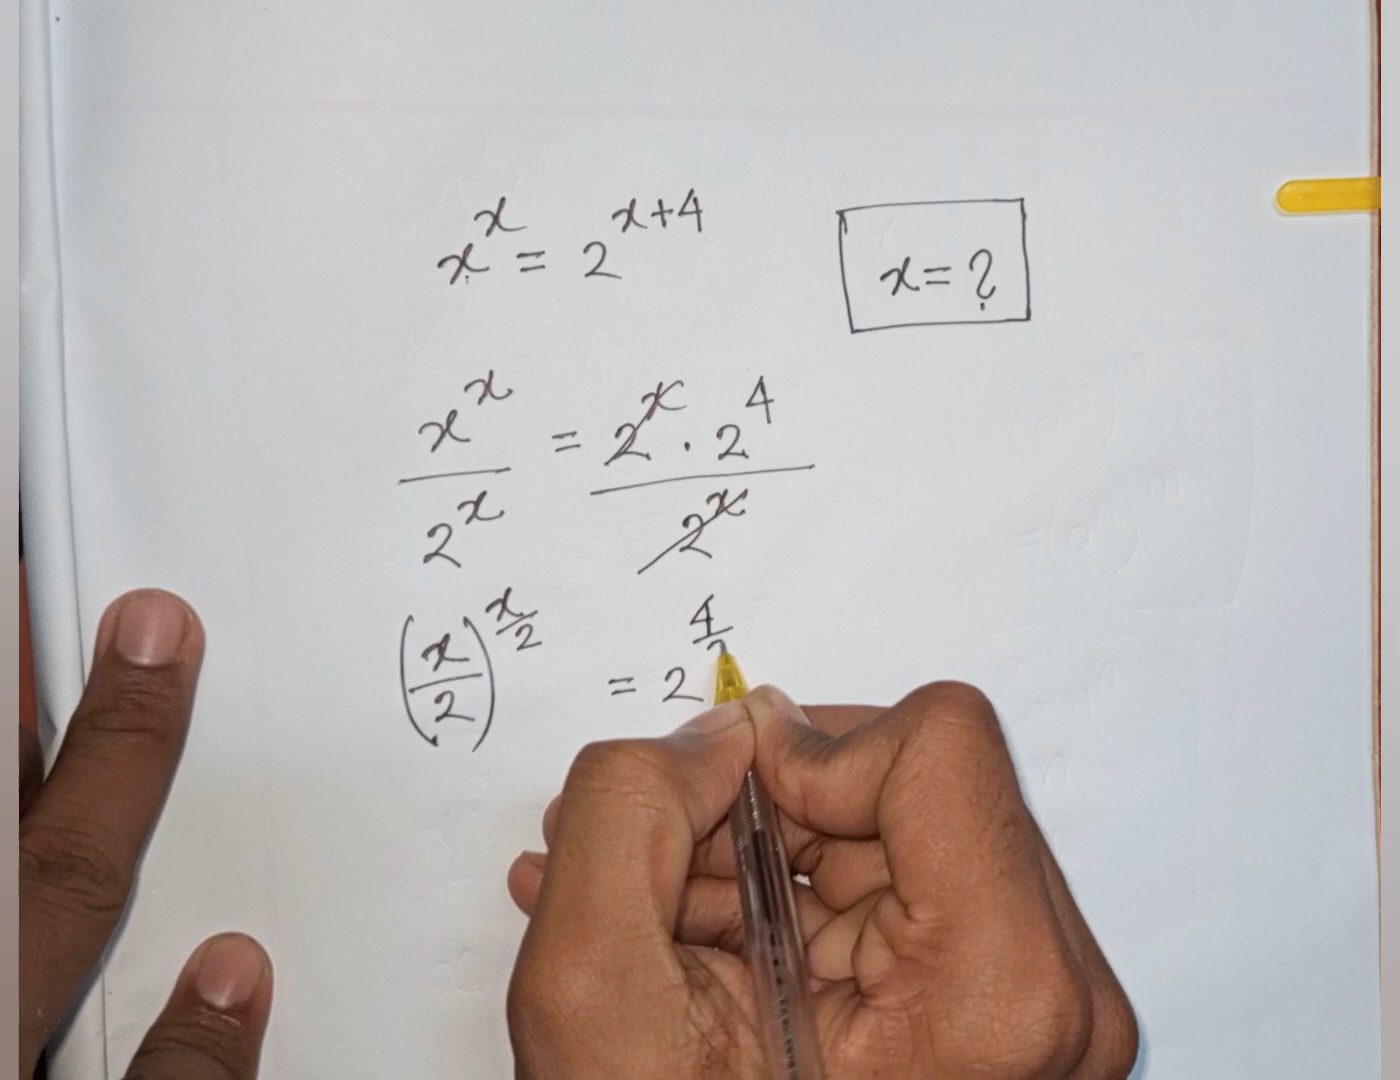 x^x = 2^(x+4)
x = ?
x^x / 2^x = 2^x · 2^4 / 2^x
(x/2)^(x/2) = 2^(4/2)